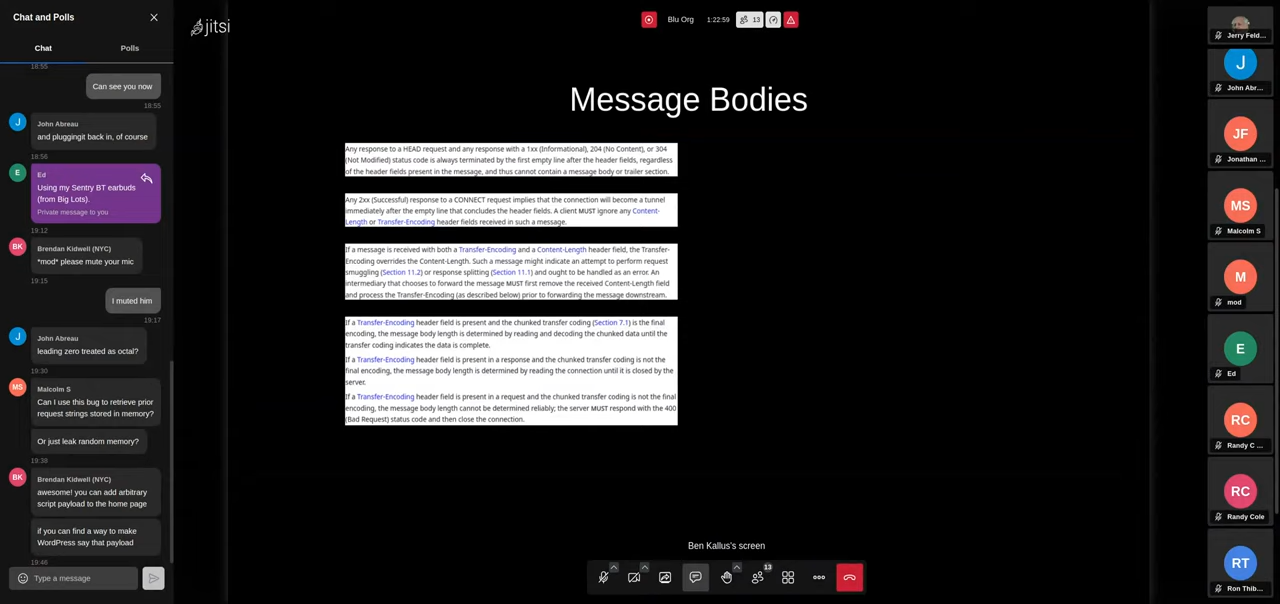 Chat and Polls
Chat
Polls
18:55
Can see you now
18:55
J
John Abreau
and pluggingit back in, of course
18:56
E
Ed
Using my Sentry BT earbuds
(from Big Lots).
Private message to you
19:12
BK
Brendan Kidwell (NYC)
*mod* please mute your mic
19:15
I muted him
19:17
J
John Abreau
leading zero treated as octal?
19:30
MS
Malcolm S
Can I use this bug to retrieve prior
request strings stored in memory?
Or just leak random memory?
19:38
BK
Brendan Kidwell (NYC)
awesome! you can add arbitrary
script payload to the home page
if you can find a way to make
WordPress say that payload
19:46
Type a message
jitsi
Blu Org
1:22:59
13
Message Bodies
Any response to a HEAD request and any response with a 1xx (Informational), 204 (No Content), or 304
(Not Modified) status code is always terminated by the first empty line after the header fields, regardless
of the header fields present in the message, and thus cannot contain a message body or trailer section.
Any 2xx (Successful) response to a CONNECT request implies that the connection will become a tunnel
immediately after the empty line that concludes the header fields. A client MUST ignore any Content-
Length or Transfer-Encoding header fields received in such a message.
If a message is received with both a Transfer-Encoding and a Content-Length header field, the Transfer-
Encoding overrides the Content-Length. Such a message might indicate an attempt to perform request
smuggling (Section 11.2) or response splitting (Section 11.1) and ought to be handled as an error. An
intermediary that chooses to forward the message MUST first remove the received Content-Length field
and process the Transfer-Encoding (as described below) prior to forwarding the message downstream.
If a Transfer-Encoding header field is present and the chunked transfer coding (Section 7.1) is the final
encoding, the message body length is determined by reading and decoding the chunked data until the
transfer coding indicates the data is complete.
If a Transfer-Encoding header field is present in a response and the chunked transfer coding is not the
final encoding, the message body length is determined by reading the connection until it is closed by the
server.
If a Transfer-Encoding header field is present in a request and the chunked transfer coding is not the final
encoding, the message body length cannot be determined reliably; the server MUST respond with the 400
(Bad Request) status code and then close the connection.
Ben Kallus's screen
13
Jerry Feld...
J
John Abr...
JF
Jonathan ...
MS
Malcolm S
M
mod
E
Ed
RC
Randy C ...
RC
Randy Cole
RT
Ron Thib...